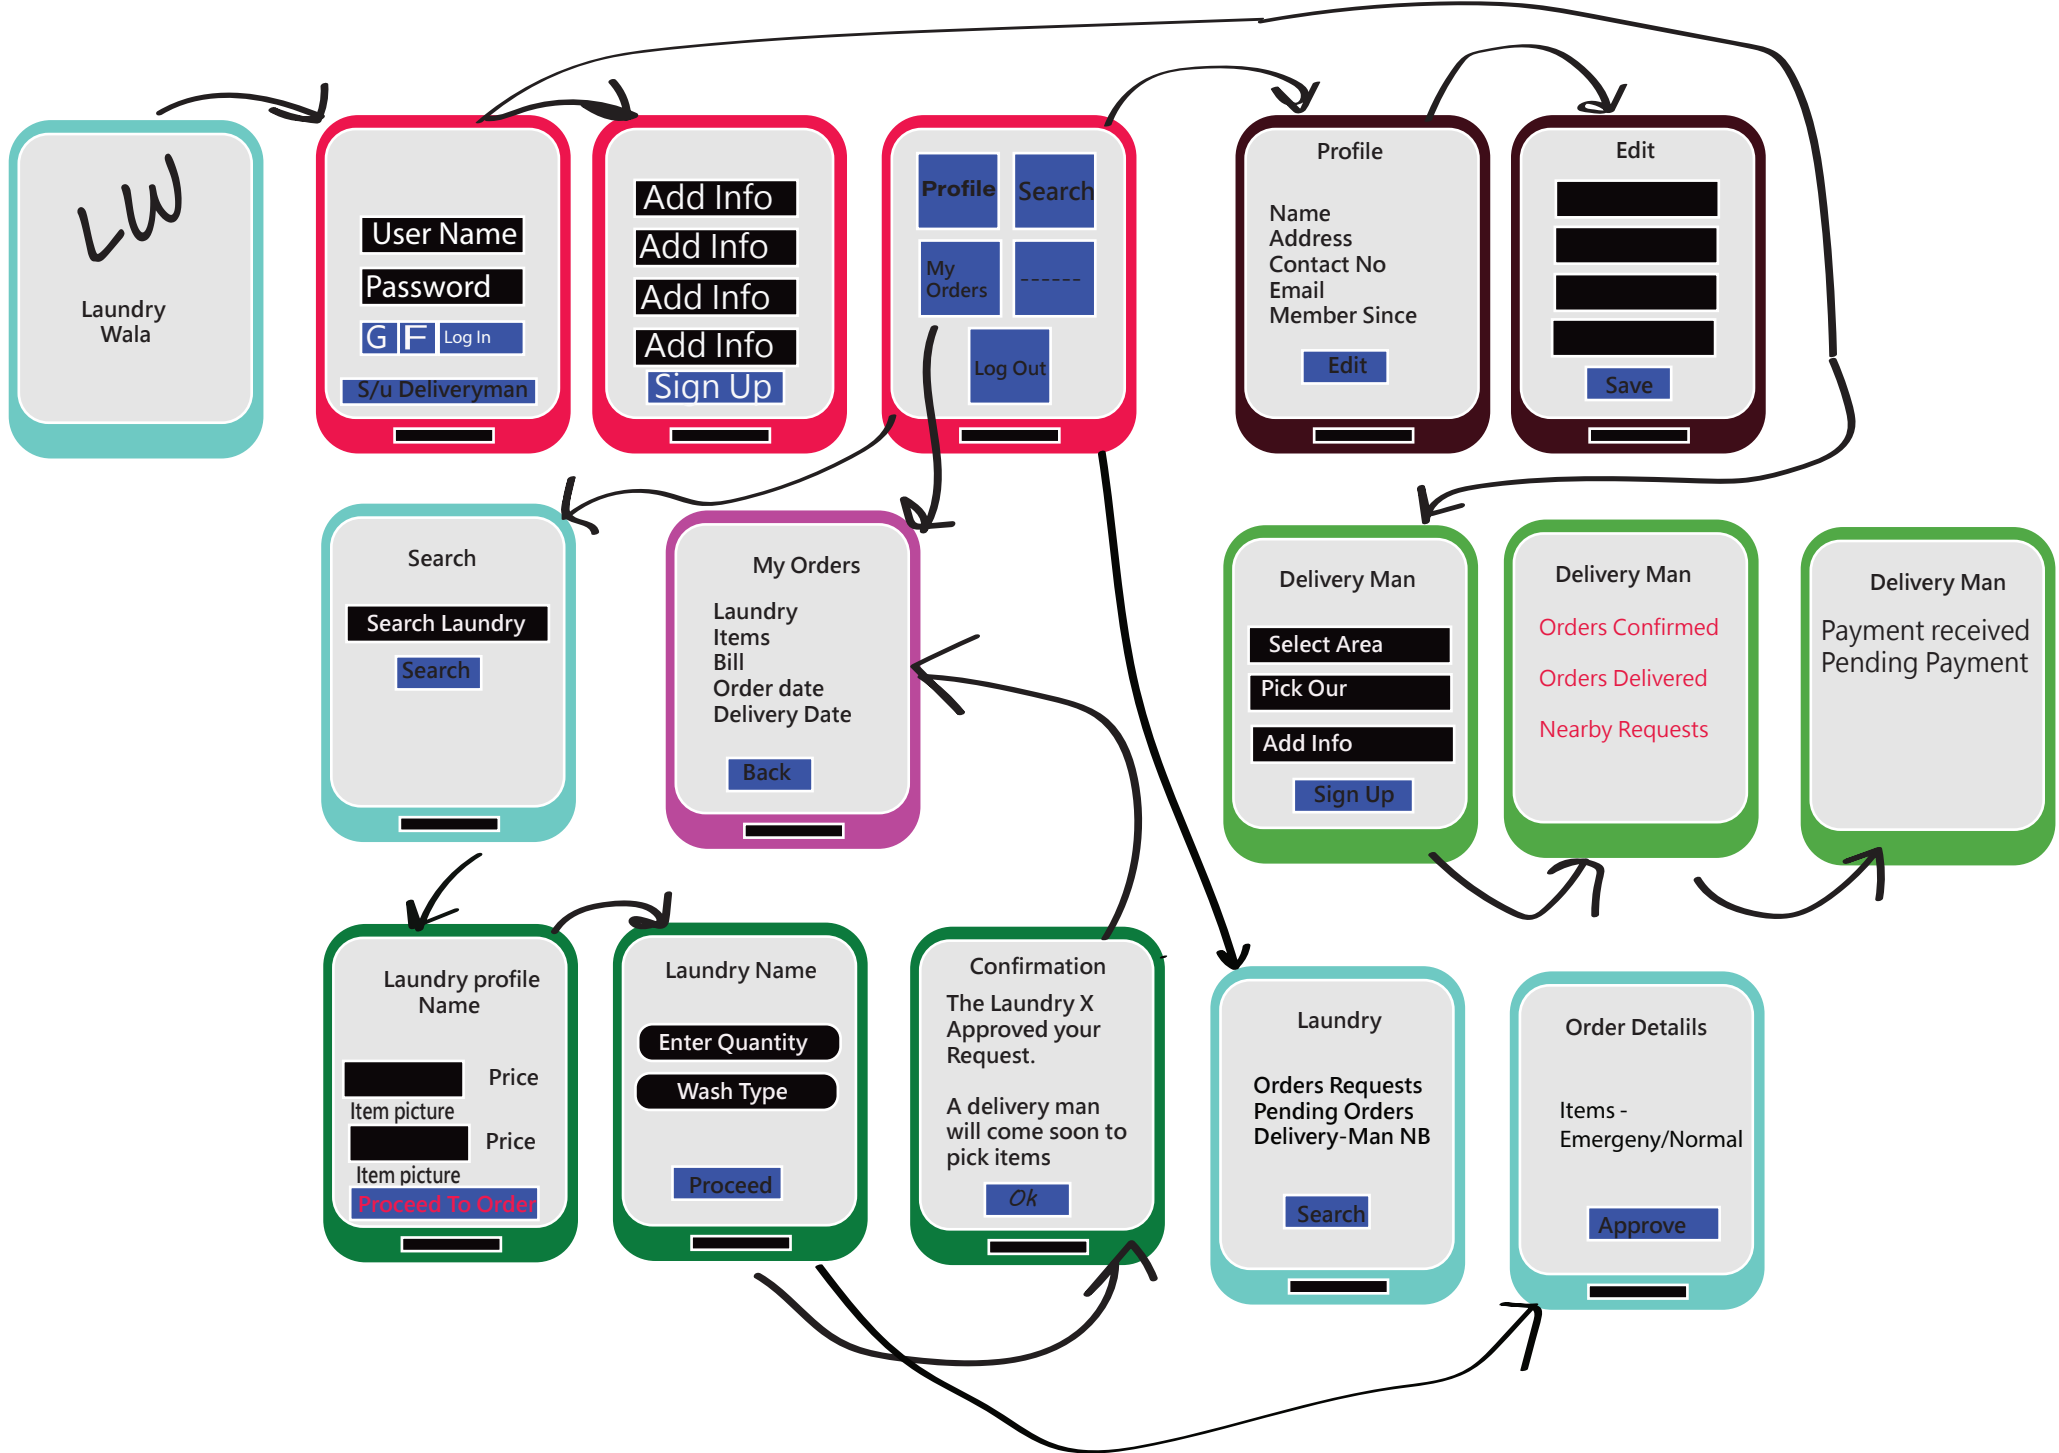 LW
Laundry
Wala
User Name
Password
G F Log In
S/u Deliveryman
Add Info
Add Info
Add Info
Add Info
Sign Up
Profile Search
My
Orders
------
Log Out
Profile
Name
Address
Contact No
Email
Member Since
Edit
Edit
Save
Search
Search Laundry
Search
My Orders
Laundry
Items
Bill
Order date
Delivery Date
Back
Delivery Man
Select Area
Pick Our
Add Info
Sign Up
Delivery Man
Orders Confirmed
Orders Delivered
Nearby Requests
Delivery Man
Payment received
Pending Payment
Laundry profile
Name
Price
Item picture
Price
Item picture
Proceed To Order
Laundry Name
Enter Quantity
Wash Type
Proceed
Confirmation
The Laundry X
Approved your
Request.
A delivery man
will come soon to
pick items
Ok
Laundry
Orders Requests
Pending Orders
Delivery-Man NB
Search
Order Detalils
Items -
Emergeny/Normal
Approve